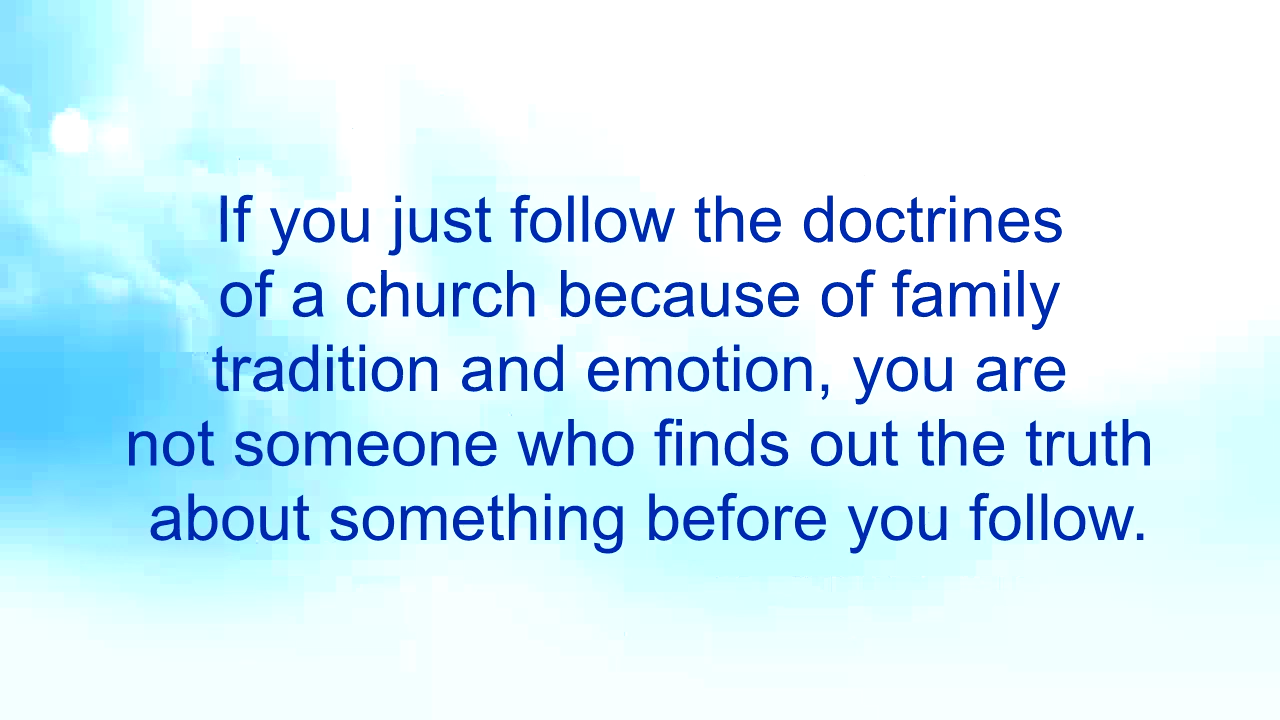 If you just follow the doctrines
of a church because of family
tradition and emotion, you are
not someone who finds out the truth
about something before you follow.